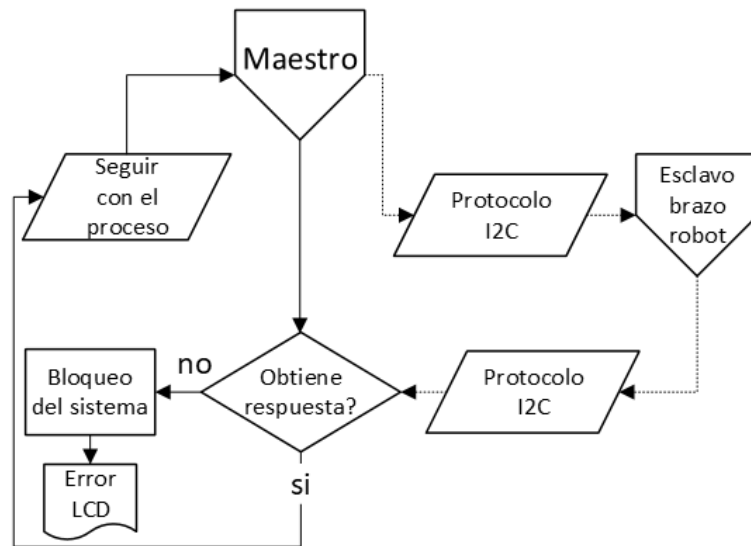 Maestro
Seguir
con el
proceso
Protocolo
I2C
Esclavo
brazo
robot
Bloqueo
del sistema
no
Obtiene
respuesta?
Protocolo
I2C
Error
LCD
si